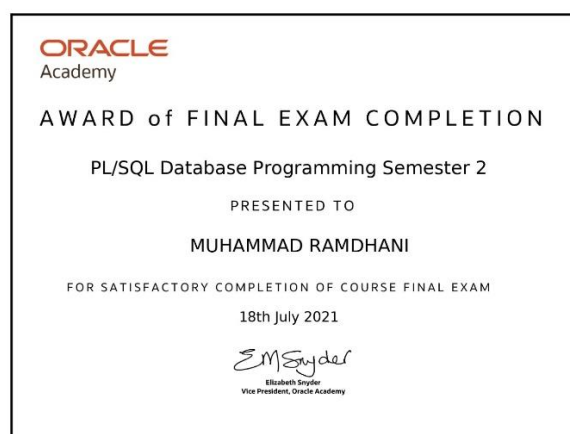 ORACLE
Academy
AWARD of FINAL EXAM COMPLETION
PL/SQL Database Programming Semester 2
PRESENTED TO
MUHAMMAD RAMDHANI
FOR SATISFACTORY COMPLETION OF COURSE FINAL EXAM
18th July 2021
EMSnyder
Elizabeth Snyder
Vice President, Oracle Academy